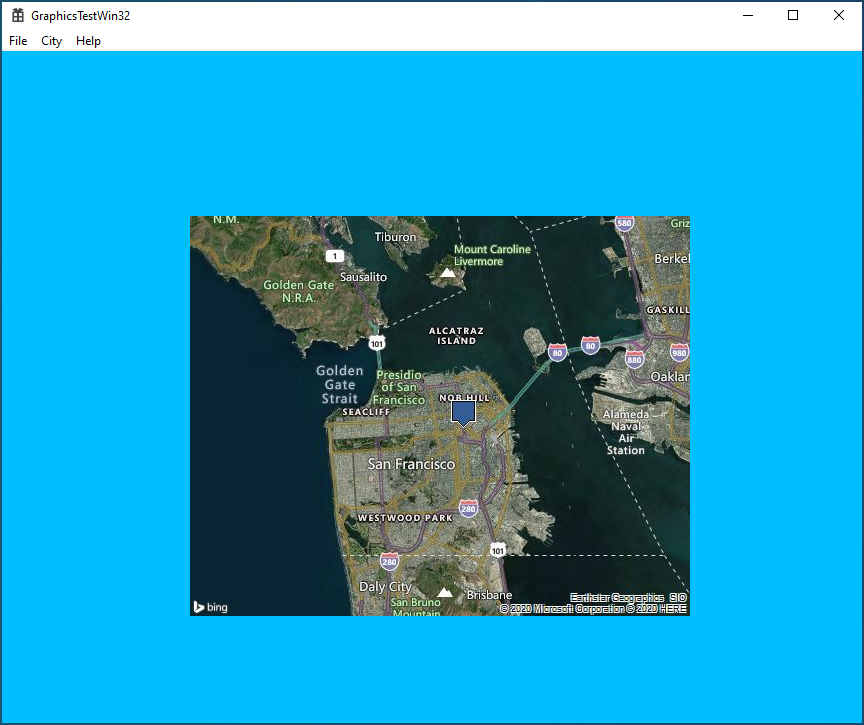 GraphicsTestWin32
File City Help
N.M.
Tiburon
580
Griz
Mount Caroline
Livermore
1
Sausalito
Berkel
Golden Gate
N.R.A.
GASKILL
ALCATRAZ
ISLAND
101
80
80
880
980
Golden
Gate
Strait
Presidio
of San
Francisco
Oaklan
NOB HILL
SEACLIFF
Alameda
Naval
Air
Station
San Francisco
280
WESTWOOD PARK
101
280
Daly City
Brisbane
San Bruno
Mountain
bing
Earthstar Geographics SIO
© 2020 Microsoft Corporation © 2020 HERE